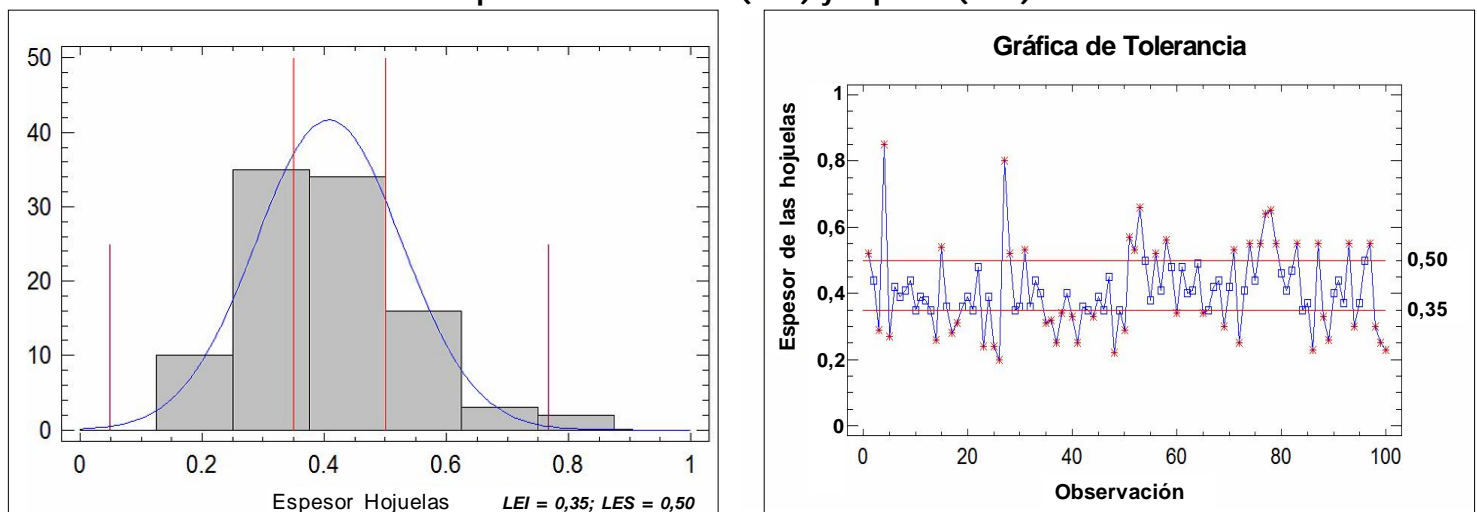 50
40
30
20
10
0
0 0.2 0.4 0.6 0.8 1
Espesor Hojuelas LEI = 0,35; LES = 0,50
Gráfica de Tolerancia
Espesor de las hojuelas
1
0,8
0,6
0,4
0,2
0
0,50
0,35
0 20 40 60 80 100
Observación